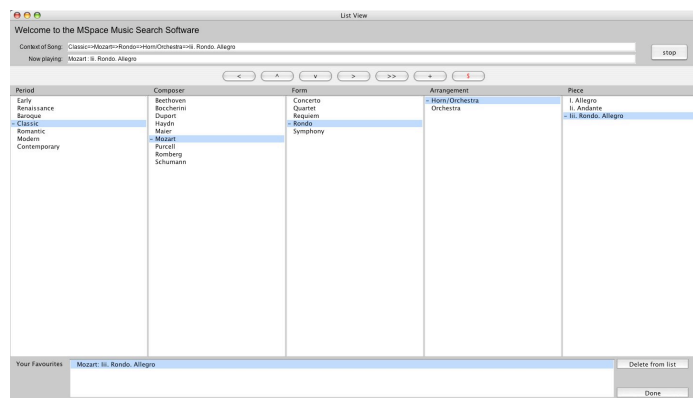 List View
Welcome to the MSpace Music Search Software
Context of Song: Classic=>Mozart=>Rondo=>Horn/Orchestra=>Iii. Rondo. Allegro
stop
Now playing: Mozart : Iii. Rondo. Allegro
< ^ v > >> + $
Period Composer Form Arrangement Piece
Early Beethoven Concerto – Horn/Orchestra I. Allegro
Renaissance Boccherini Quartet Orchestra Ii. Andante
Baroque Duport Requiem – Iii. Rondo. Allegro
– Classic Haydn – Rondo
Romantic Maier Symphony
Modern – Mozart
Contemporary Purcell
Romberg
Schumann
Your Favourites Mozart: Iii. Rondo. Allegro Delete from list
Done